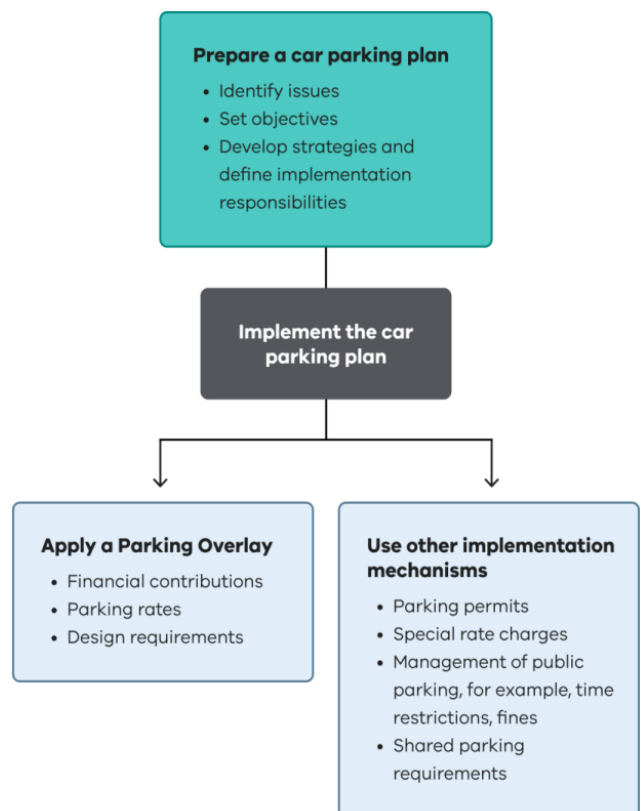 Prepare a car parking plan
• Identify issues
• Set objectives
• Develop strategies and
define implementation
responsibilities
Implement the car
parking plan
Apply a Parking Overlay
• Financial contributions
• Parking rates
• Design requirements
Use other implementation
mechanisms
• Parking permits
• Special rate charges
• Management of public
parking, for example, time
restrictions, fines
• Shared parking
requirements